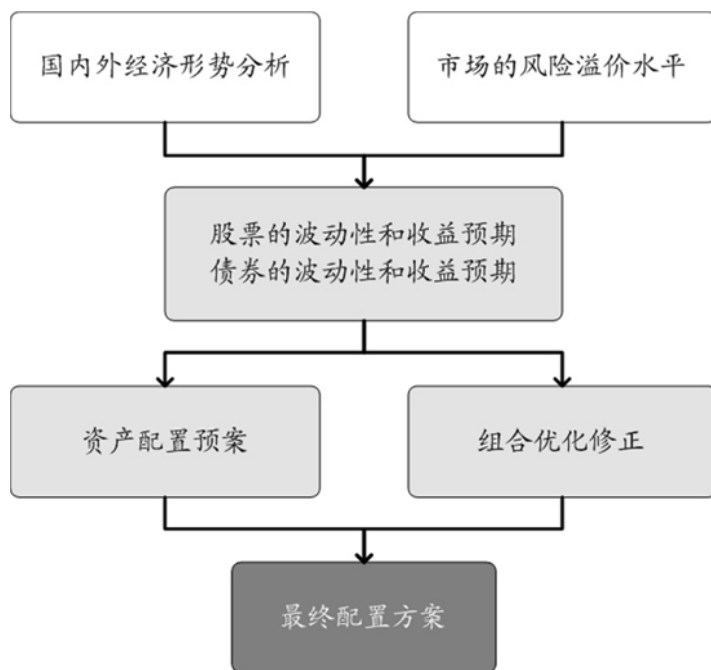 国内外经济形势分析
市场的风险溢价水平
股票的波动性和收益预期
债券的波动性和收益预期
资产配置预案
组合优化修正
最终配置方案